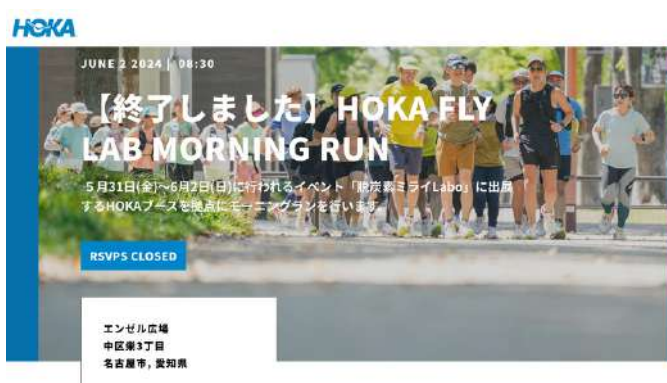 HOKA
JUNE 2 2024 | 08:30
【終了しました】HOKA FLY
LAB MORNING RUN
5月31日(金)~6月2日(日)に行われるイベント「脱炭素ミライLabo」に出展
するHOKAブースを拠点にモーニングランを行います。
RSVPS CLOSED
エンゼル広場
中区栄3丁目
名古屋市, 愛知県